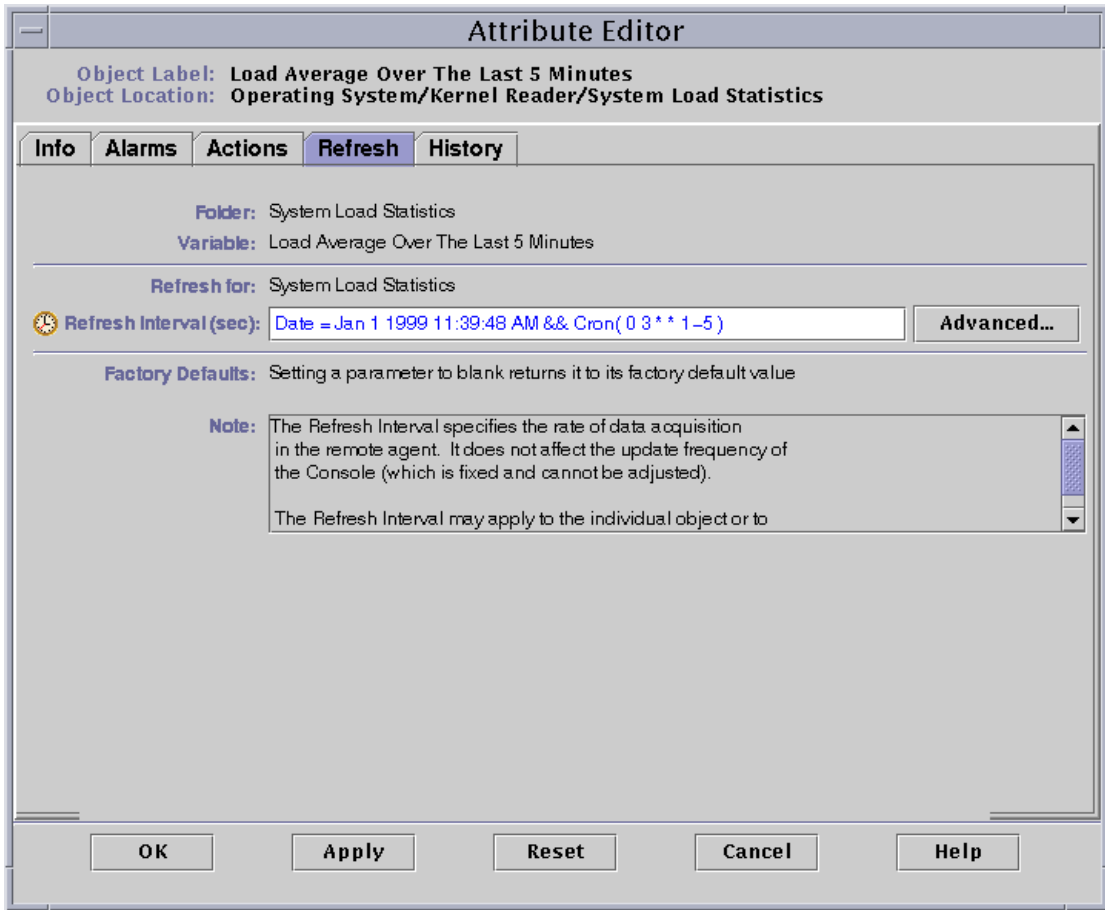 Attribute Editor
Object Label: Load Average Over The Last 5 Minutes
Object Location: Operating System/Kernel Reader/System Load Statistics
Info Alarms Actions Refresh History
Folder: System Load Statistics
Variable: Load Average Over The Last 5 Minutes
Refresh for: System Load Statistics
Refresh Interval (sec): Date = Jan 1 1999 11:39:48 AM && Cron( 0 3 * * 1–5 ) Advanced...
Factory Defaults: Setting a parameter to blank returns it to its factory default value
Note: The Refresh Interval specifies the rate of data acquisition
in the remote agent. It does not affect the update frequency of
the Console (which is fixed and cannot be adjusted).
The Refresh Interval may apply to the individual object or to
OK Apply Reset Cancel Help